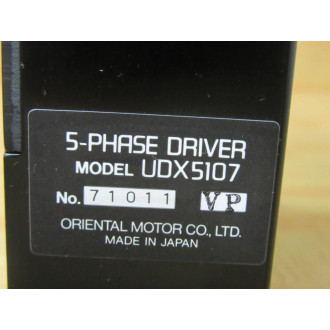 5-PHASE DRIVER
MODEL UDX5107
No. 71011 VP
ORIENTAL MOTOR CO., LTD.
MADE IN JAPAN